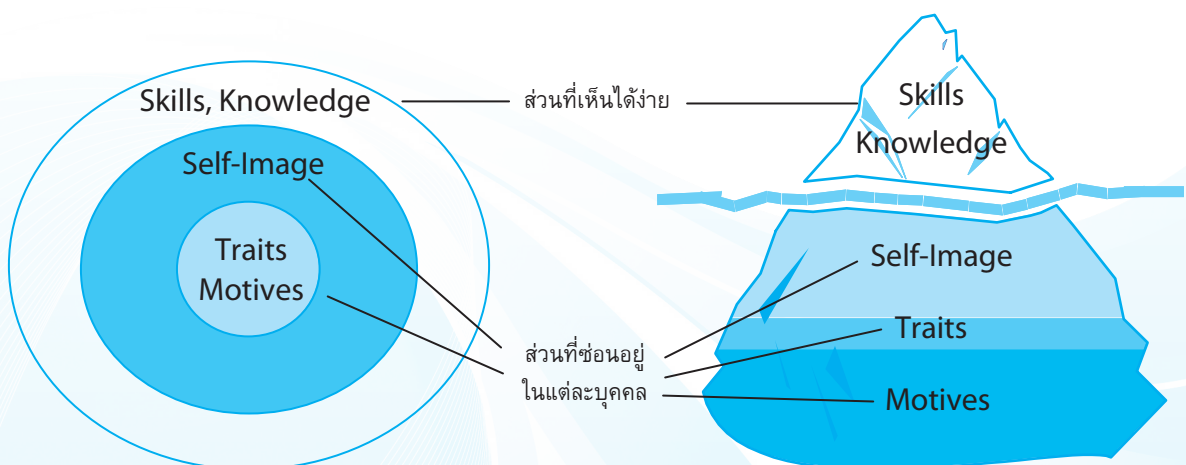 Skills, Knowledge
Self-Image
Traits
Motives
ส่วนที่เห็นได้ง่าย
ส่วนที่ซ่อนอยู่
ในแต่ละบุคคล
Skills
Knowledge
Self-Image
Traits
Motives